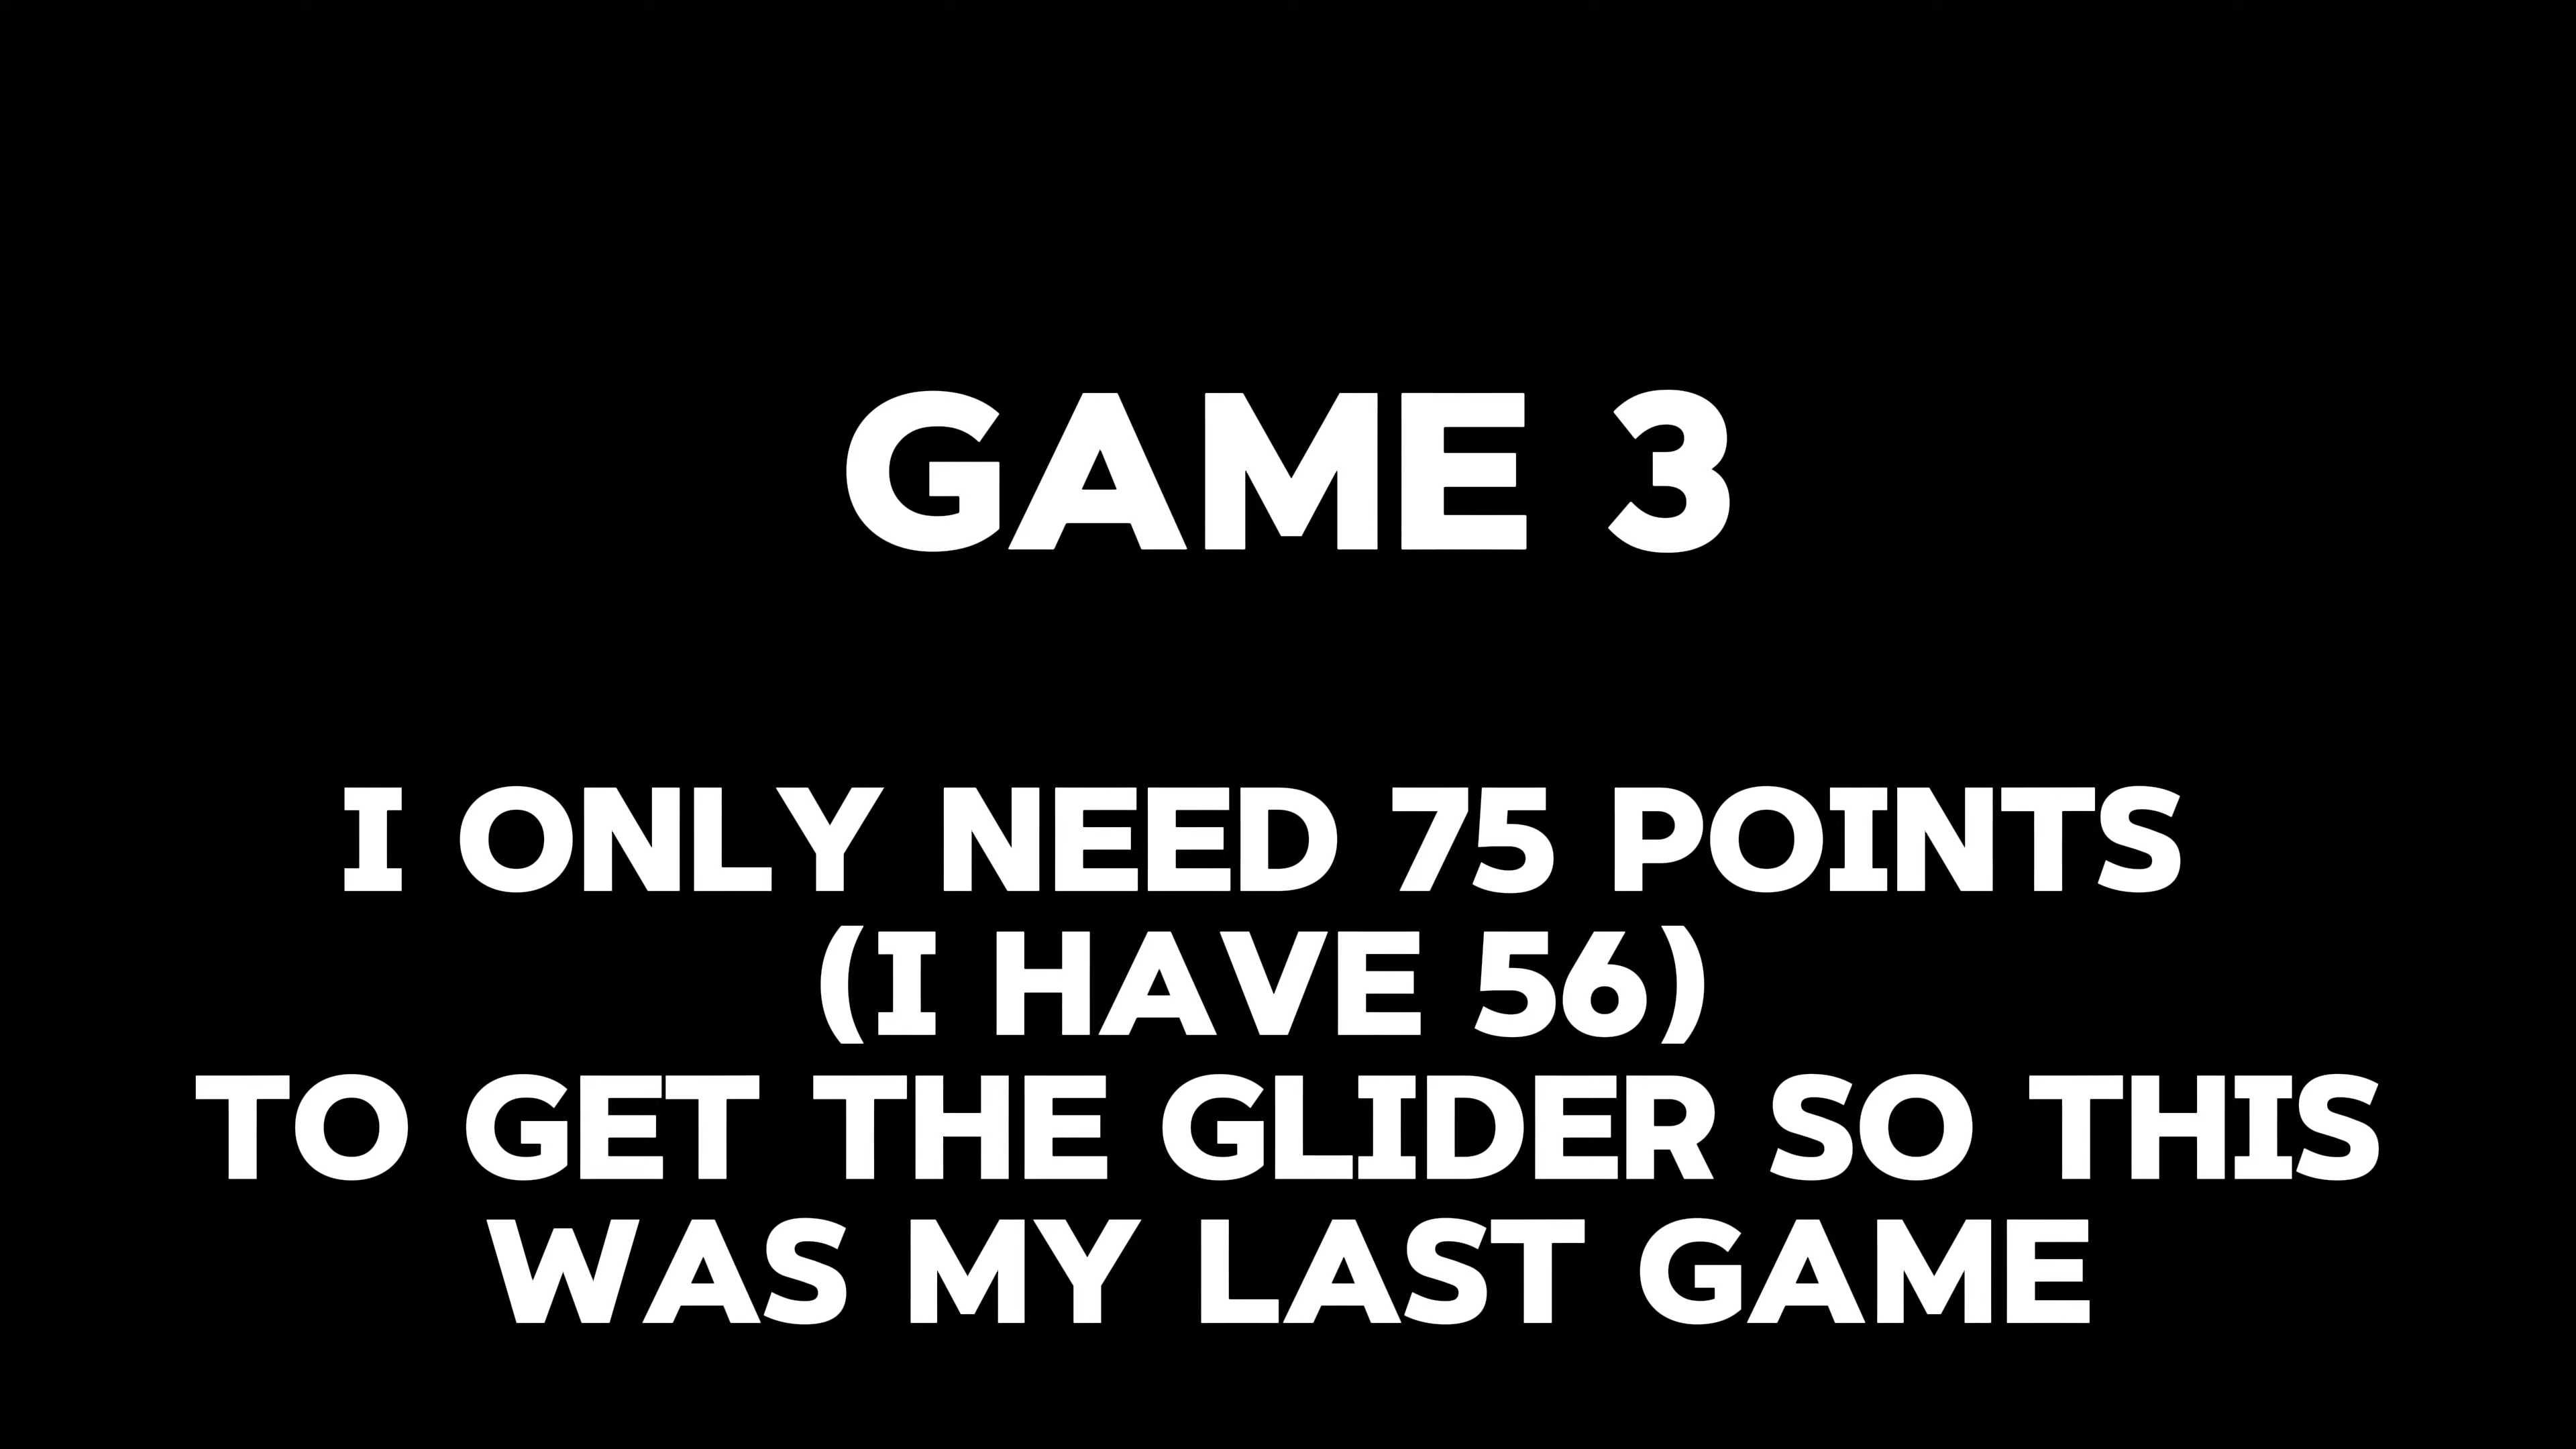 GAME 3
I ONLY NEED 75 POINTS
(I HAVE 56)
TO GET THE GLIDER SO THIS
WAS MY LAST GAME